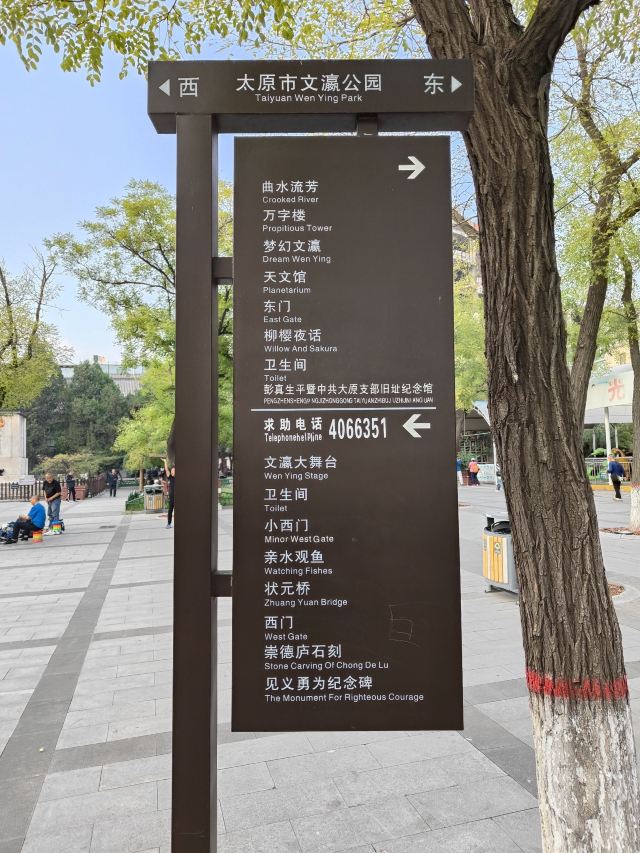 西 太原市文瀛公园 东
Taiyuan Wen Ying Park
曲水流芳
Crooked River
万字楼
Propitious Tower
梦幻文瀛
Dream Wen Ying
天文馆
Planetarium
东门
East Gate
柳樱夜话
Willow And Sakura
卫生间
Toilet
彭真生平暨中共太原支部旧址纪念馆
求助电话 4066351
TelephonehelPline
文瀛大舞台
Wen Ying Stage
卫生间
Toilet
小西门
Minor West Gate
亲水观鱼
Watching Fishes
状元桥
Zhuang Yuan Bridge
西门
West Gate
崇德庐石刻
Stone Carving Of Chong De Lu
见义勇为纪念碑
The Monument For Righteous Courage
光